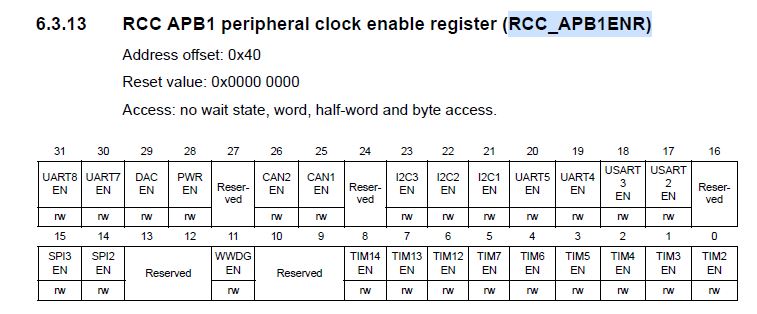 6.3.13 RCC APB1 peripheral clock enable register (RCC_APB1ENR)
Address offset: 0x40
Reset value: 0x0000 0000
Access: no wait state, word, half-word and byte access.
31 30 29 28 27 26 25 24 23 22 21 20 19 18 17 16
UART8 EN UART7 EN DAC EN PWR EN Reser- ved CAN2 EN CAN1 EN Reser- ved I2C3 EN I2C2 EN I2C1 EN UART5 EN UART4 EN USART 3 EN USART 2 EN Reser- ved
rw rw rw rw rw rw rw rw rw rw rw rw rw
15 14 13 12 11 10 9 8 7 6 5 4 3 2 1 0
SPI3 EN SPI2 EN Reserved WWDG EN Reserved TIM14 EN TIM13 EN TIM12 EN TIM7 EN TIM6 EN TIM5 EN TIM4 EN TIM3 EN TIM2 EN
rw rw rw rw rw rw rw rw rw rw rw rw